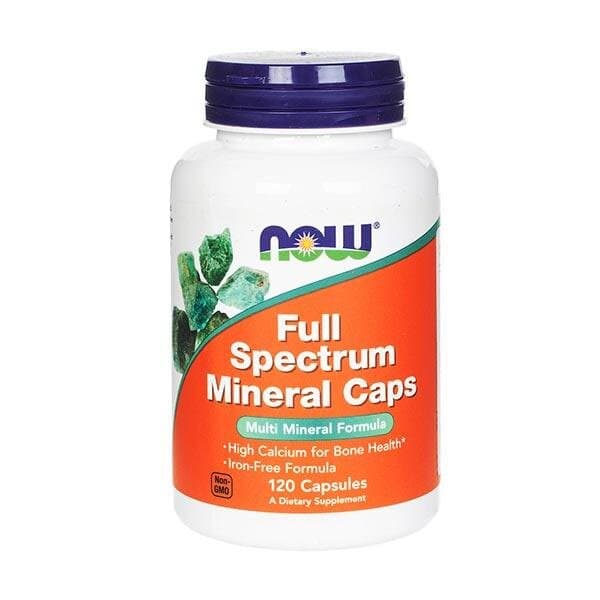 now®
Full
Spectrum
Mineral Caps
Multi Mineral Formula
•High Calcium for Bone Health*
•Iron-Free Formula
Non-
GMO
120 Capsules
A Dietary Supplement